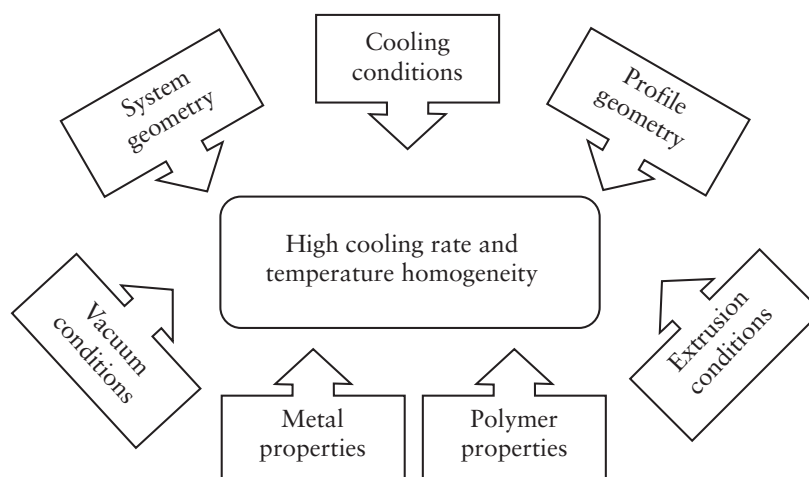 Cooling
conditions
System
geometry
Profile
geometry
High cooling rate and
temperature homogeneity
Vacuum
conditions
Extrusion
conditions
Metal
properties
Polymer
properties